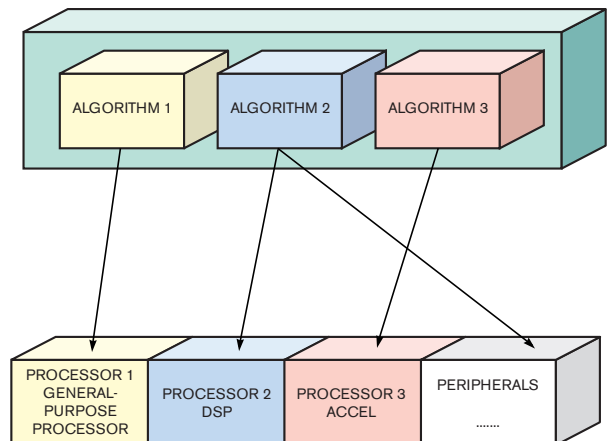 ALGORITHM 1
ALGORITHM 2
ALGORITHM 3
PROCESSOR 1
GENERAL-
PURPOSE
PROCESSOR
PROCESSOR 2
DSP
PROCESSOR 3
ACCEL
PERIPHERALS
.......